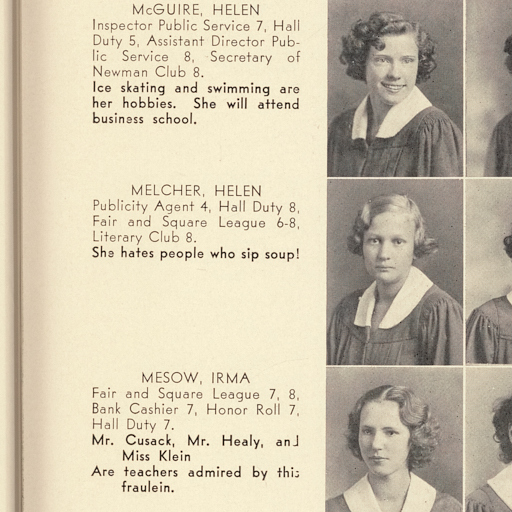 McGUIRE, HELEN
Inspector Public Service 7, Hall
Duty 5, Assistant Director Pub-
lic Service 8, Secretary of
Newman Club 8.
Ice skating and swimming are
her hobbies. She will attend
business school.
MELCHER, HELEN
Publicity Agent 4, Hall Duty 8,
Fair and Square League 6-8,
Literary Club 8.
She hates people who sip soup!
MESOW, IRMA
Fair and Square League 7, 8,
Bank Cashier 7, Honor Roll 7,
Hall Duty 7.
Mr. Cusack, Mr. Healy, and
Miss Klein
Are teachers admired by this
fraulein.